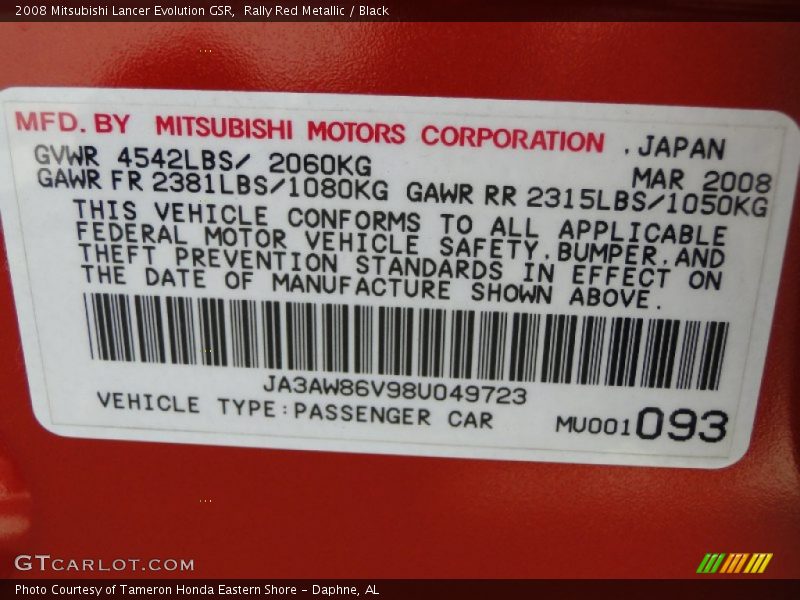 2008 Mitsubishi Lancer Evolution GSR, Rally Red Metallic / Black
MFD. BY MITSUBISHI MOTORS CORPORATION , JAPAN
GVWR 4542LBS/ 2060KG MAR 2008
GAWR FR 2381LBS/1080KG GAWR RR 2315LBS/1050KG
THIS VEHICLE CONFORMS TO ALL APPLICABLE
FEDERAL MOTOR VEHICLE SAFETY,BUMPER,AND
THEFT PREVENTION STANDARDS IN EFFECT ON
THE DATE OF MANUFACTURE SHOWN ABOVE.
JA3AW86V98U049723
VEHICLE TYPE:PASSENGER CAR MU001093
GTCARLOT.COM
Photo Courtesy of Tameron Honda Eastern Shore - Daphne, AL